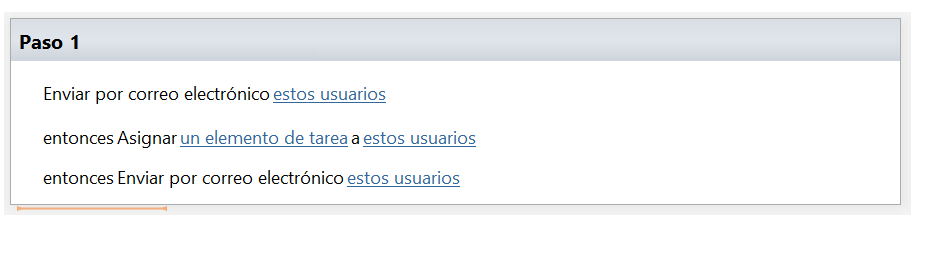 Paso 1
Enviar por correo electrónico estos usuarios
entonces Asignar un elemento de tarea a estos usuarios
entonces Enviar por correo electrónico estos usuarios